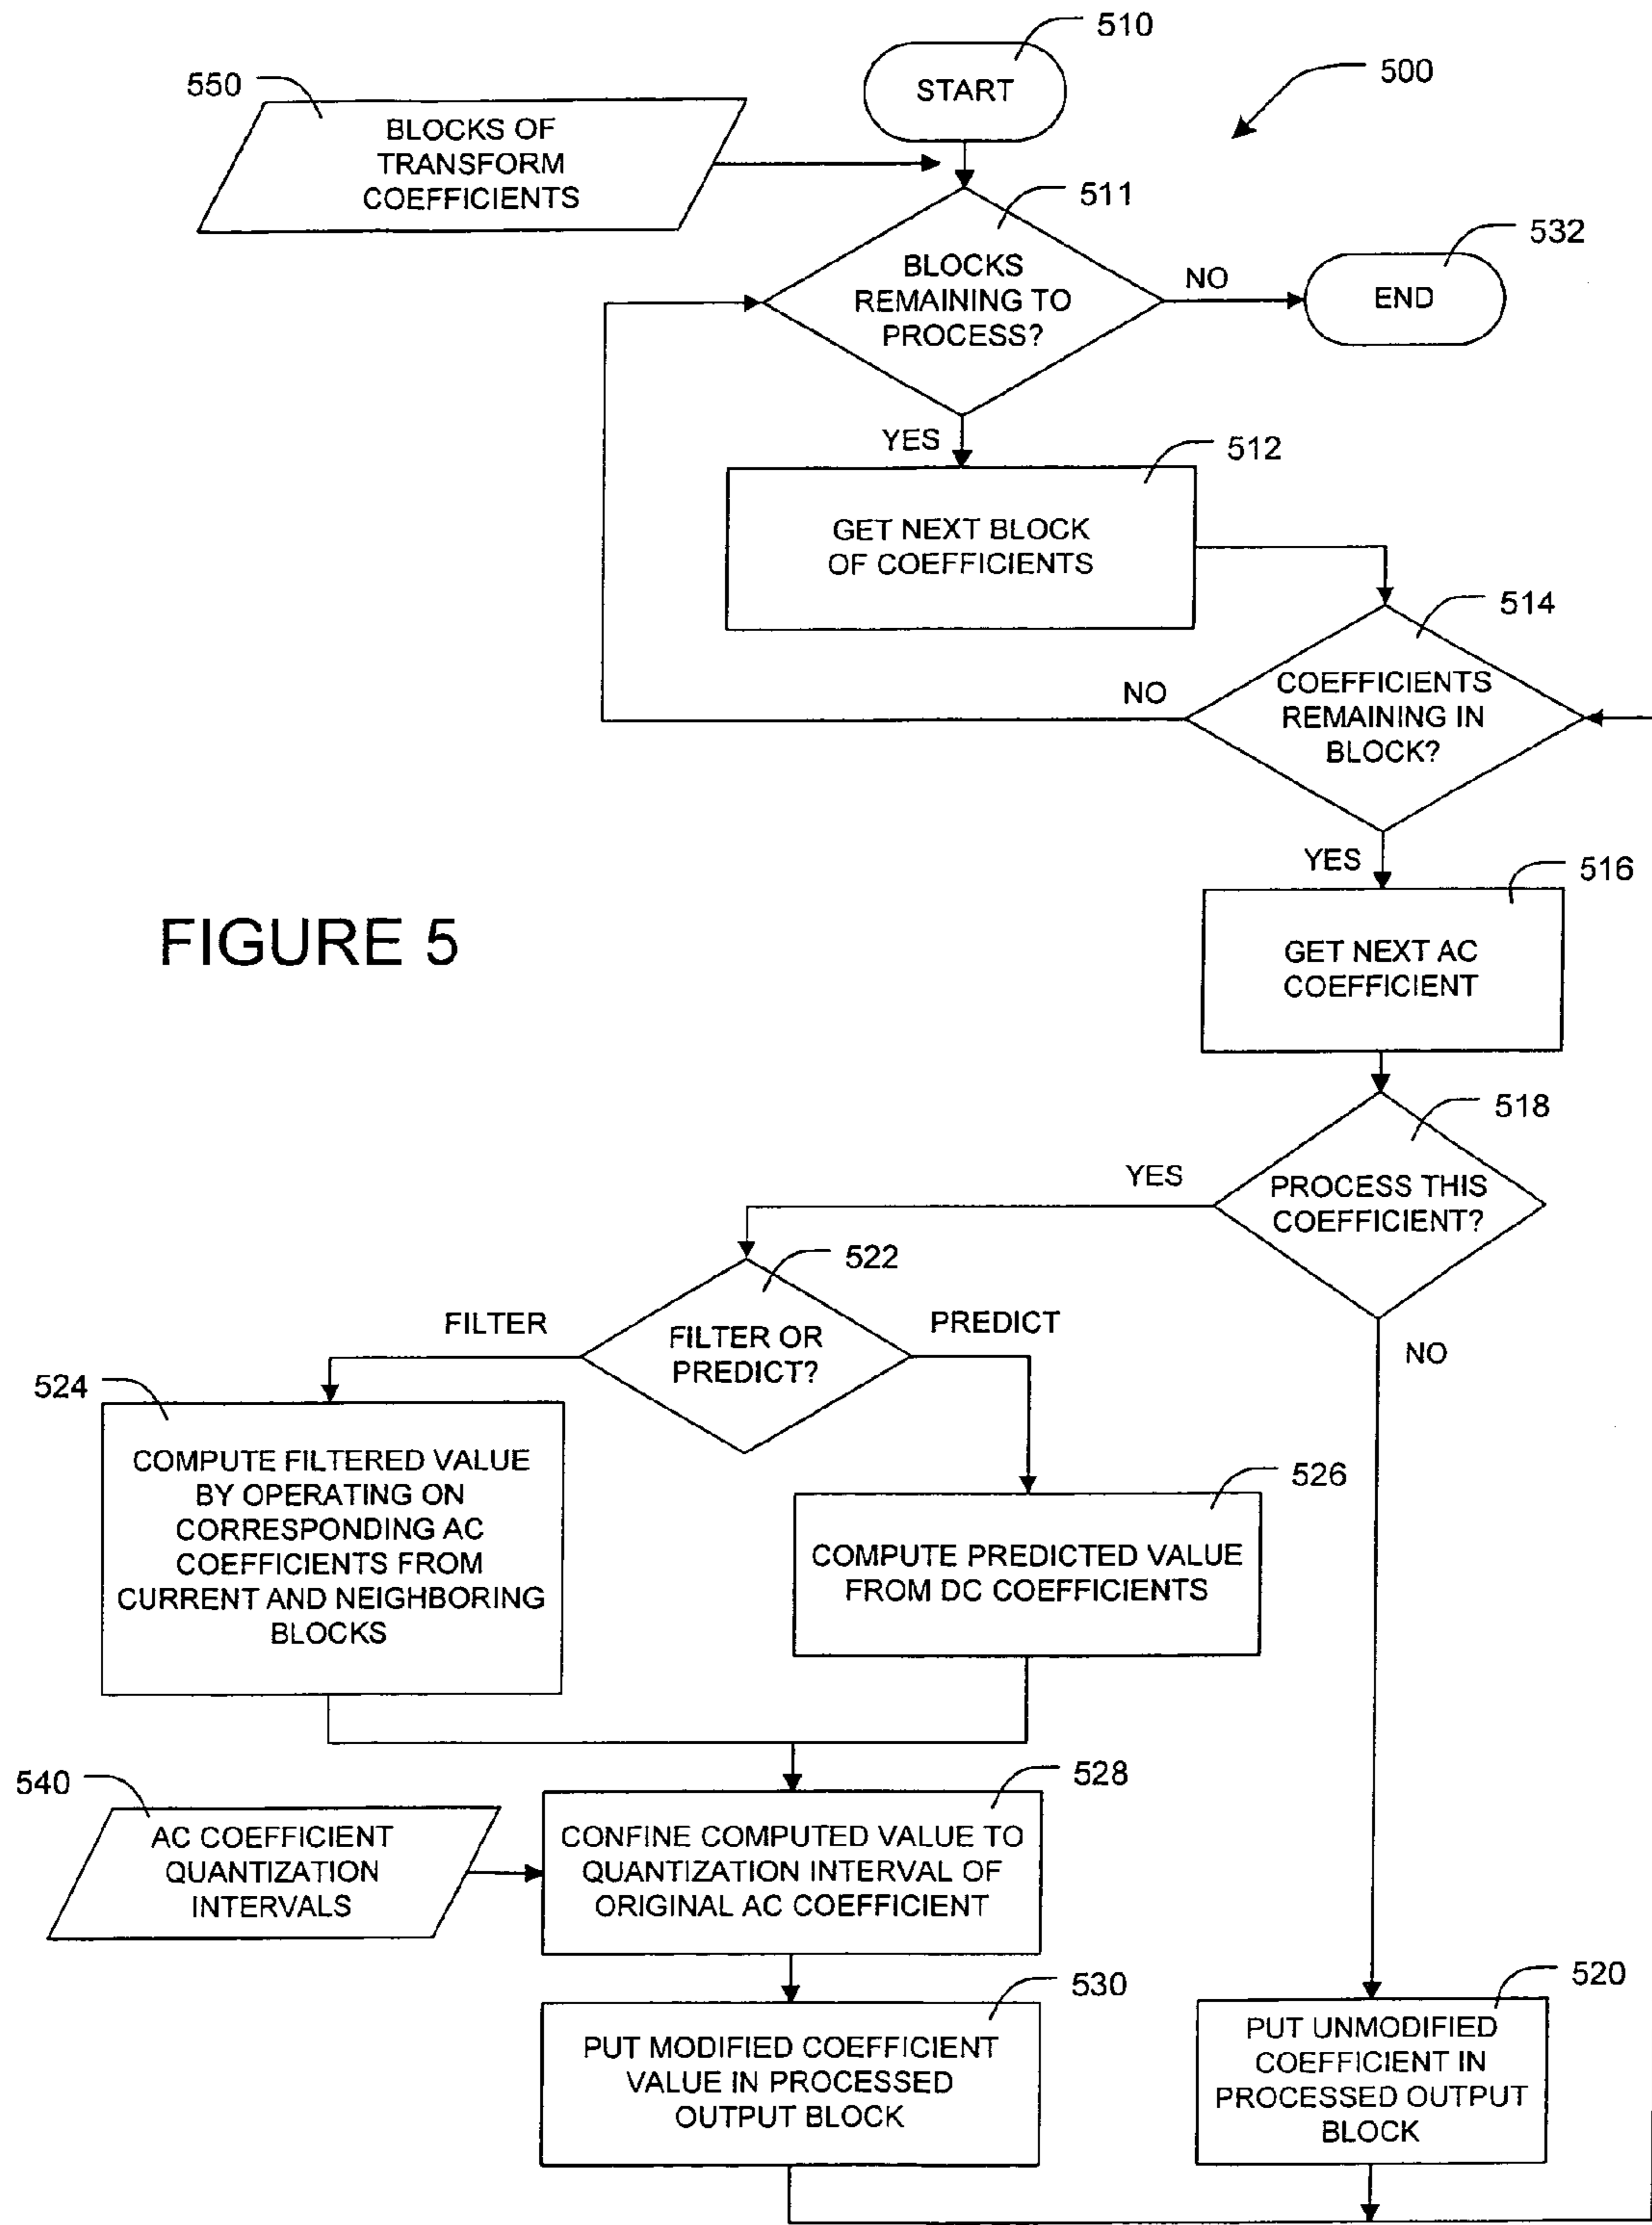 510
START
500
550
BLOCKS OF
TRANSFORM
COEFFICIENTS
511
BLOCKS
REMAINING TO
PROCESS?
NO
532
END
YES
512
GET NEXT BLOCK
OF COEFFICIENTS
514
COEFFICIENTS
REMAINING IN
BLOCK?
NO
YES
516
GET NEXT AC
COEFFICIENT
FIGURE 5
518
PROCESS THIS
COEFFICIENT?
YES
NO
522
FILTER OR
PREDICT?
FILTER
PREDICT
524
COMPUTE FILTERED VALUE
BY OPERATING ON
CORRESPONDING AC
COEFFICIENTS FROM
CURRENT AND NEIGHBORING
BLOCKS
526
COMPUTE PREDICTED VALUE
FROM DC COEFFICIENTS
540
AC COEFFICIENT
QUANTIZATION
INTERVALS
528
CONFINE COMPUTED VALUE TO
QUANTIZATION INTERVAL OF
ORIGINAL AC COEFFICIENT
530
PUT MODIFIED COEFFICIENT
VALUE IN PROCESSED
OUTPUT BLOCK
520
PUT UNMODIFIED
COEFFICIENT IN
PROCESSED OUTPUT
BLOCK